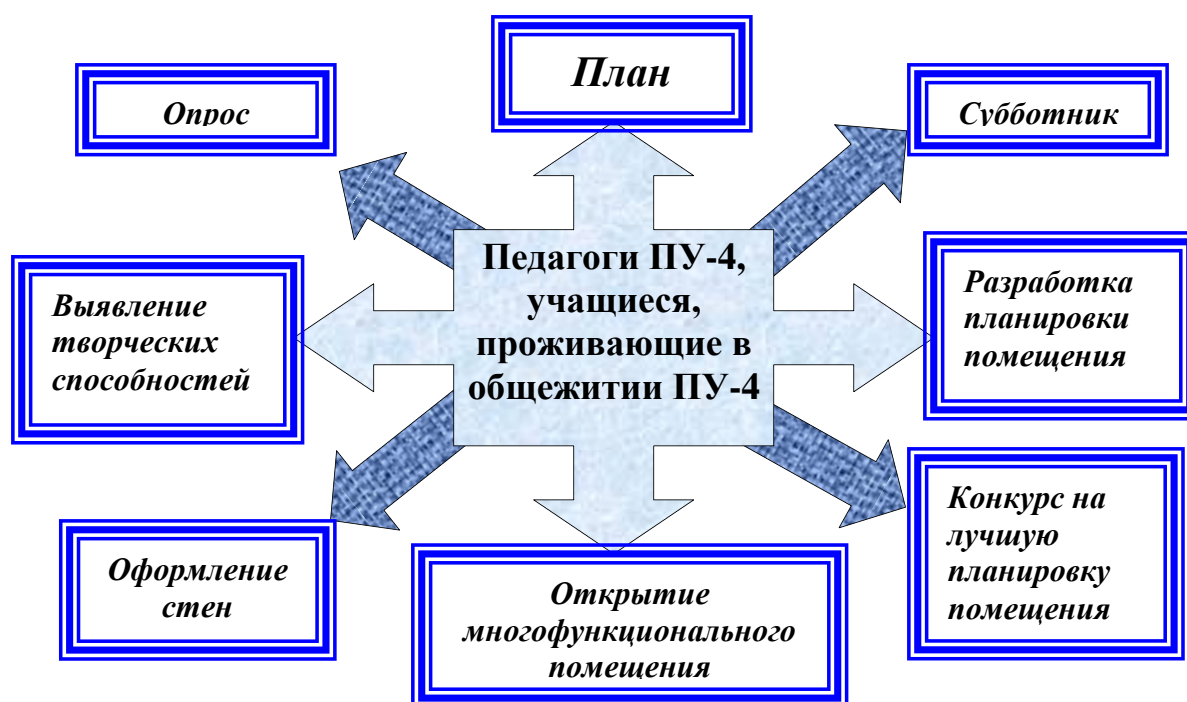 План
Опрос
Субботник
Педагоги ПУ-4,
учащиеся,
проживающие в
общежитии ПУ-4
Выявление
творческих
способностей
Разработка
планировки
помещения
Оформление
стен
Открытие
многофункционального
помещения
Конкурс на
лучшую
планировку
помещения